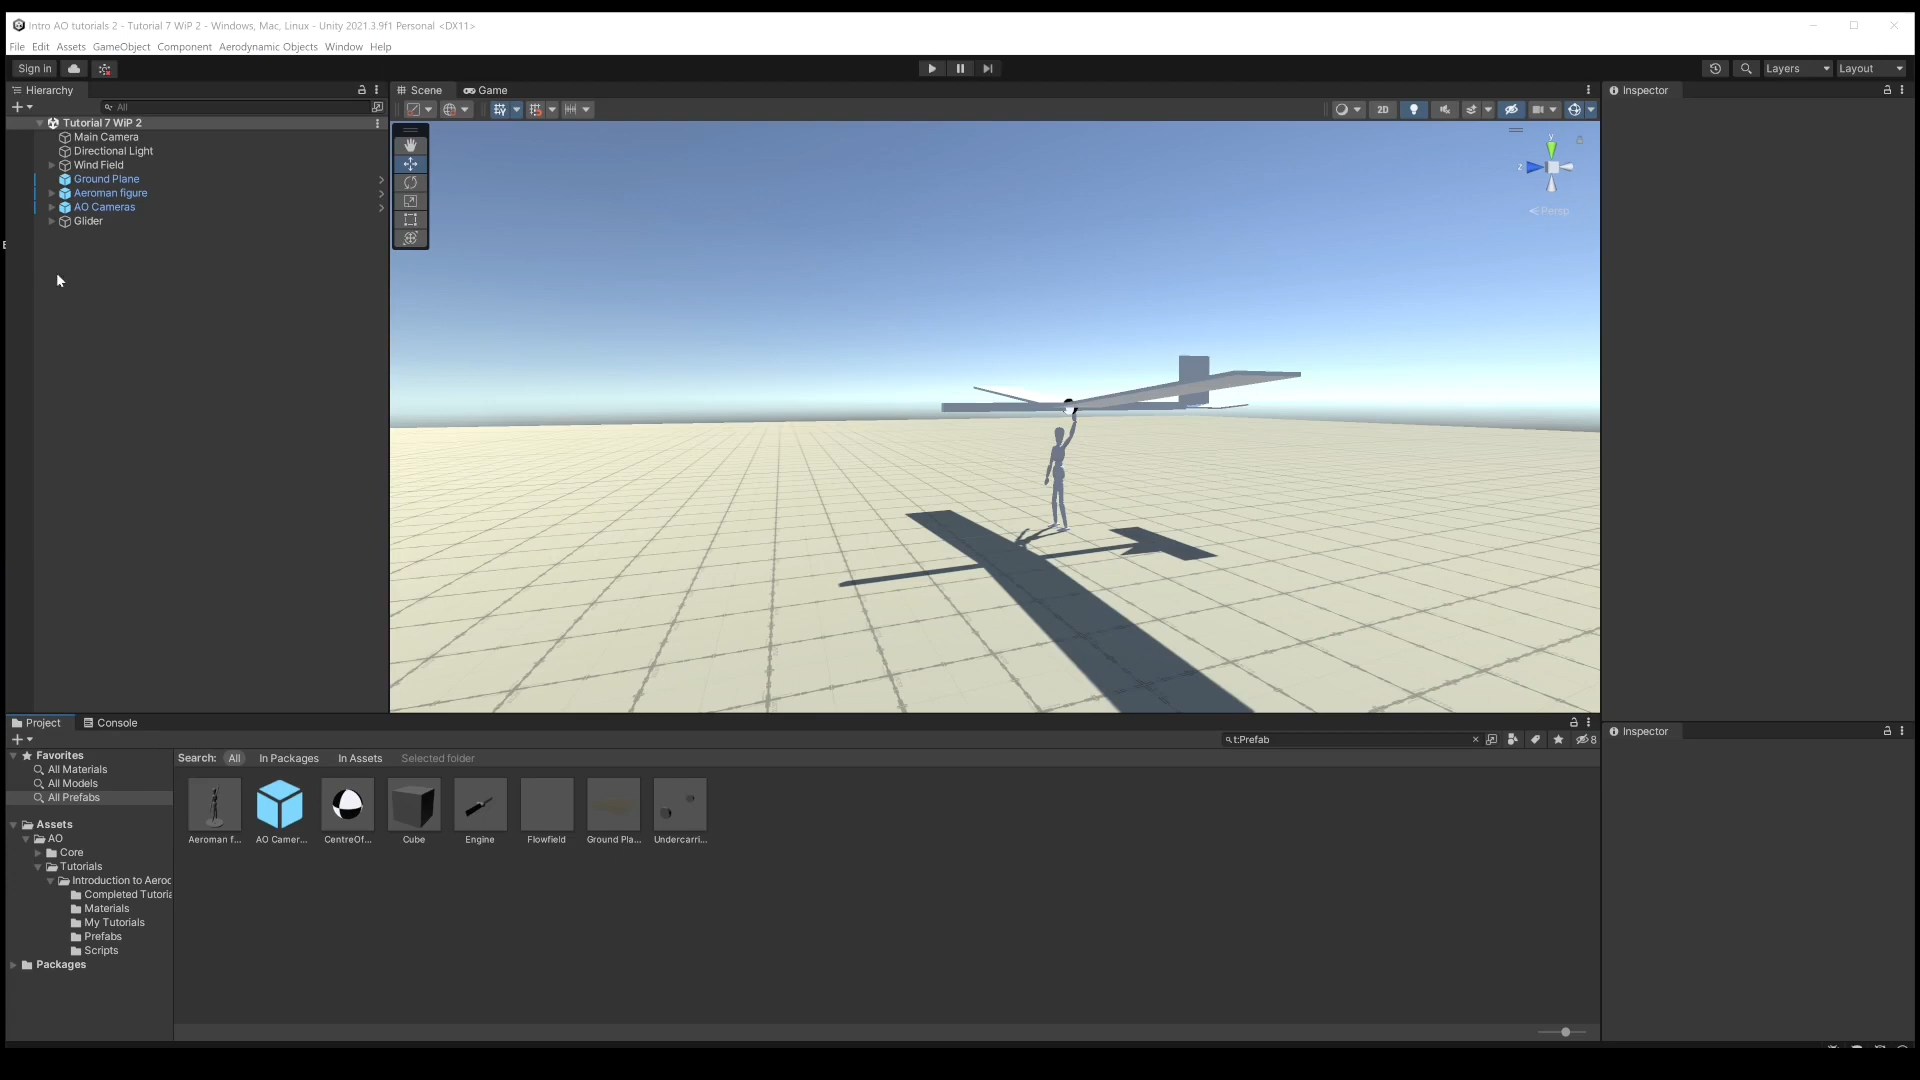 Intro AO tutorials 2 - Tutorial 7 WiP 2 - Windows, Mac, Linux - Unity 2021.3.9f1 Personal <DX11>
File Edit Assets GameObject Component Aerodynamic Objects Window Help
Sign in
Layers
Layout
Hierarchy
All
Tutorial 7 WiP 2
Main Camera
Directional Light
Wind Field
Ground Plane
Aeroman figure
AO Cameras
Glider
Scene
Game
2D
y
z
Persp
Inspector
Project
Console
t:Prefab
8
Favorites
All Materials
All Models
All Prefabs
Assets
AO
Core
Tutorials
Introduction to Aeroc
Completed Tutoria
Materials
My Tutorials
Prefabs
Scripts
Packages
Search: All In Packages In Assets Selected folder
Aeroman f...
AO Camer...
CentreOf...
Cube
Engine
Flowfield
Ground Pla...
Undercarri...
Inspector